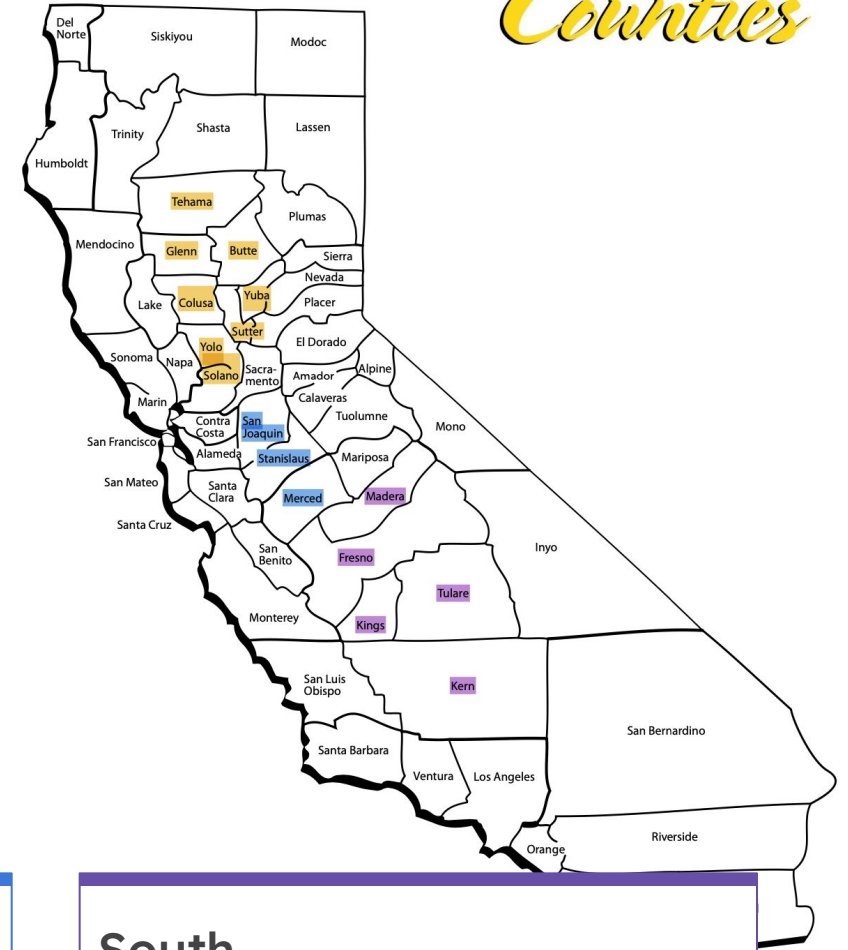 Counties
Del
Norte
Siskiyou
Modoc
Trinity
Shasta
Lassen
Humboldt
Tehama
Plumas
Mendocino
Glenn
Butte
Sierra
Nevada
Lake
Colusa
Yuba
Placer
Sutter
El Dorado
Yolo
Sonoma
Napa
Solano
Sacra-
mento
Amador
Alpine
Marin
Calaveras
Tuolumne
Contra
Costa
San
Joaquin
Mono
San Francisco
Alameda
Stanislaus
Mariposa
San Mateo
Santa
Clara
Merced
Madera
Santa Cruz
San
Benito
Fresno
Inyo
Tulare
Monterey
Kings
San Luis
Obispo
Kern
San Bernardino
Santa Barbara
Ventura
Los Angeles
Riverside
Orange
South